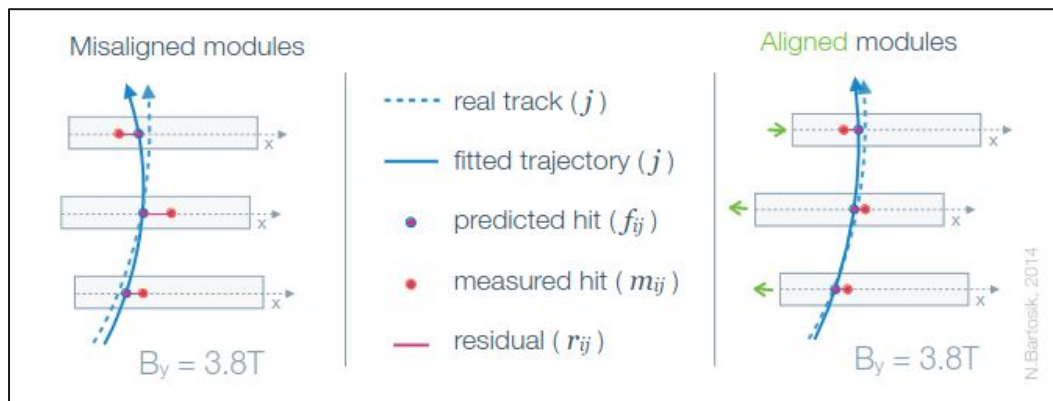 Misaligned modules
x
x
x
B_y = 3.8T
real track (j)
fitted trajectory (j)
predicted hit (f_ij)
measured hit (m_ij)
residual (r_ij)
Aligned modules
x
x
x
B_y = 3.8T
N.Bartosik, 2014